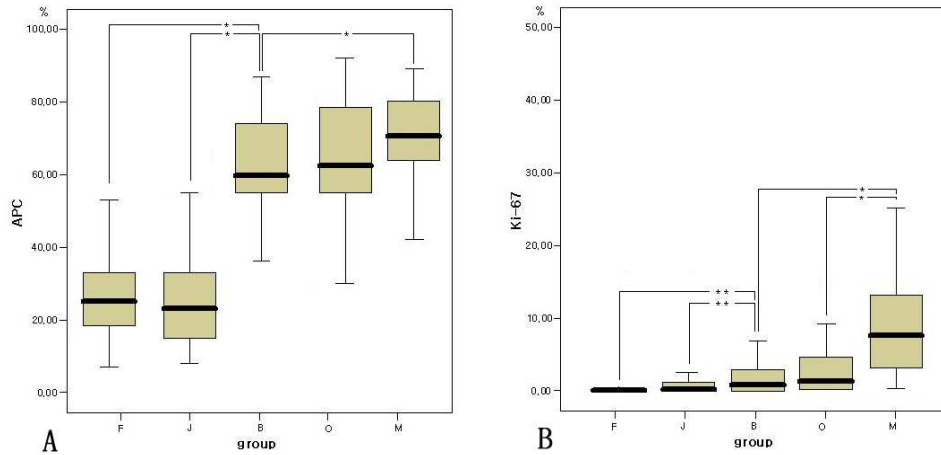 %
100,00
80,00
60,00
40,00
20,00
0,00
APC
*
*
*
F J B O M
group
A
%
50,00
40,00
30,00
20,00
10,00
0,00
Ki-67
*
*
**
**
F J B O M
group
B